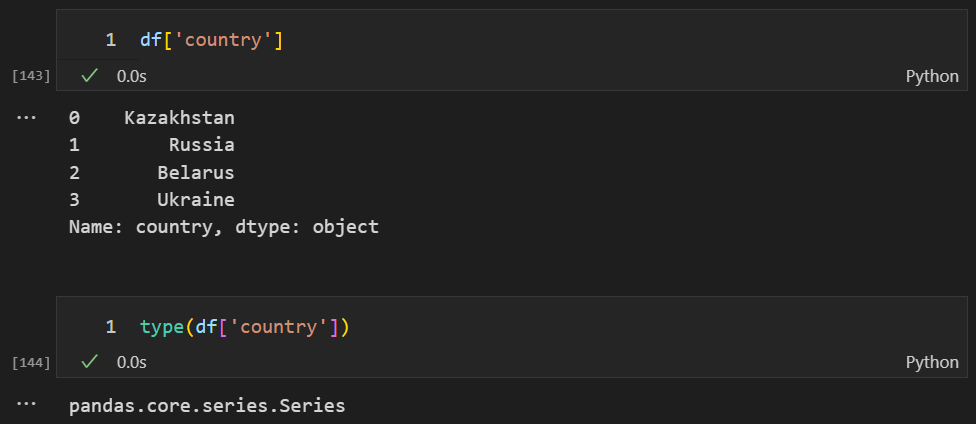 1 df['country']
[143] ✓ 0.0s Python
... 0 Kazakhstan
1 Russia
2 Belarus
3 Ukraine
Name: country, dtype: object
1 type(df['country'])
[144] ✓ 0.0s Python
... pandas.core.series.Series